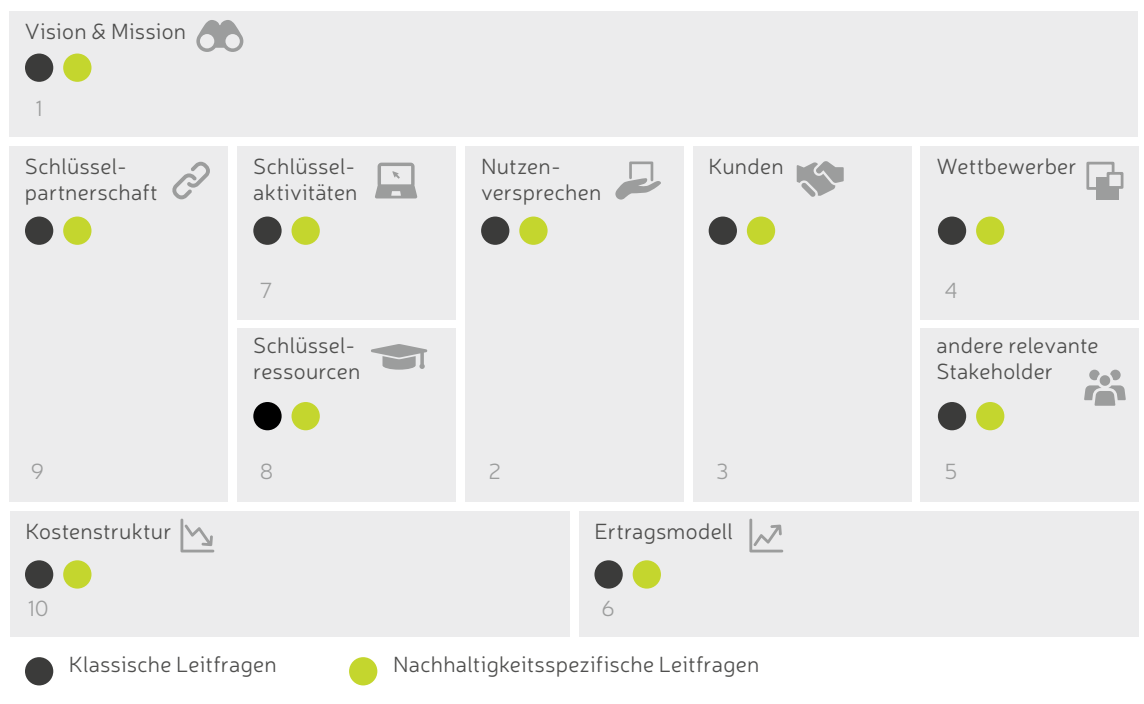 Vision & Mission
1
Schlüssel-
partnerschaft
9
Schlüssel-
aktivitäten
7
Schlüssel-
ressourcen
8
Nutzen-
versprechen
2
Kunden
3
Wettbewerber
4
andere relevante
Stakeholder
5
Kostenstruktur
10
Ertragsmodell
6
Klassische Leitfragen
Nachhaltigkeitsspezifische Leitfragen